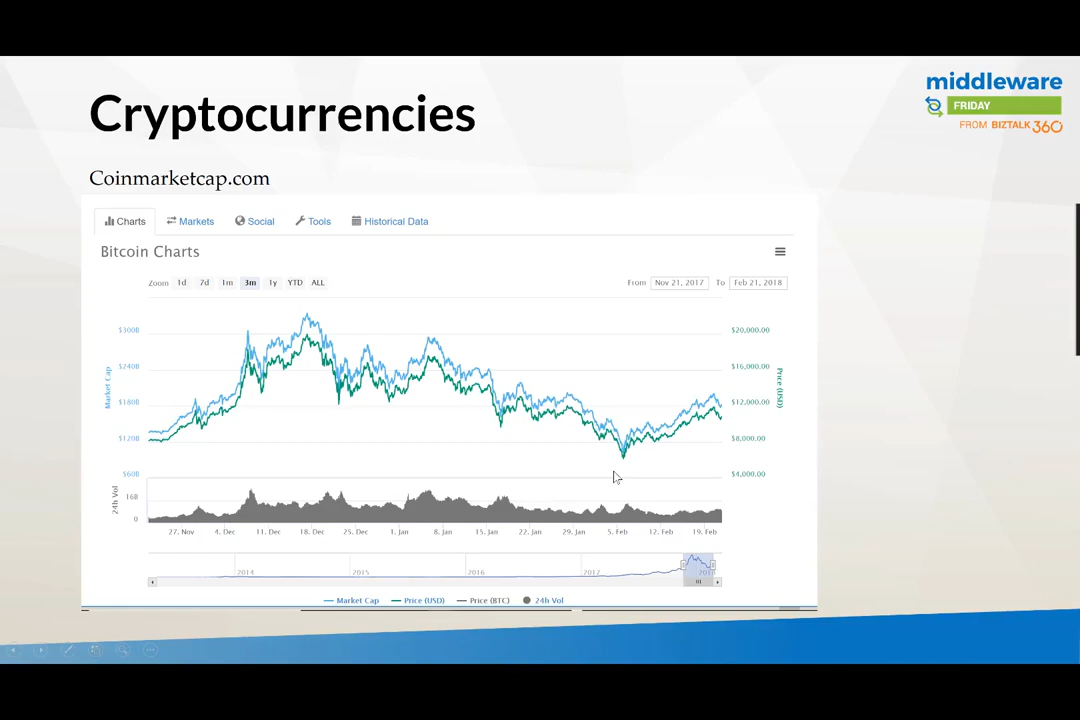 Cryptocurrencies
middleware
FRIDAY
FROM BIZTALK 360
Coinmarketcap.com
Charts Markets Social Tools Historical Data
Bitcoin Charts
Zoom 1d 7d 1m 3m 1y YTD ALL From Nov 21, 2017 To Feb 21, 2018
$300B $20,000.00
$240B $16,000.00
Market Cap
Price (USD)
$180B $12,000.00
$120B $8,000.00
$60B $4,000.00
24h Vol
16B
0
27. Nov 4. Dec 11. Dec 18. Dec 25. Dec 1. Jan 8. Jan 15. Jan 22. Jan 29. Jan 5. Feb 12. Feb 19. Feb
2014 2015 2016 2017
Market Cap Price (USD) Price (BTC) 24h Vol